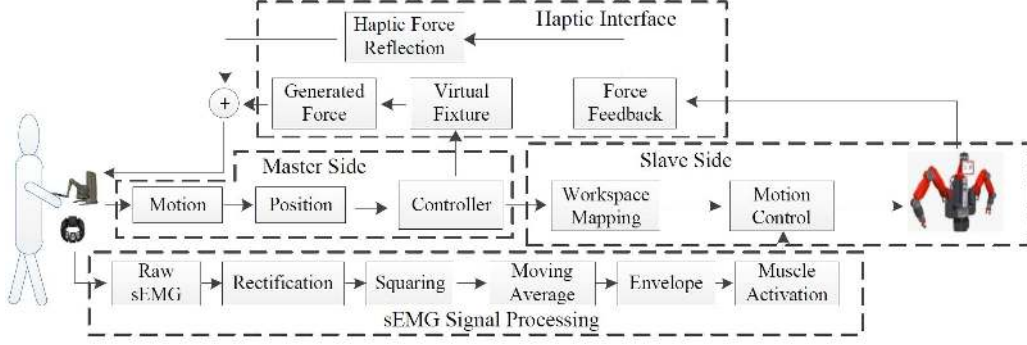 Haptic Interface
Haptic Force
Reflection
+
Generated
Force
Virtual
Fixture
Force
Feedback
Master Side
Motion
Position
Controller
Slave Side
Workspace
Mapping
Motion
Control
Raw
sEMG
Rectification
Squaring
Moving
Average
Envelope
Muscle
Activation
sEMG Signal Processing